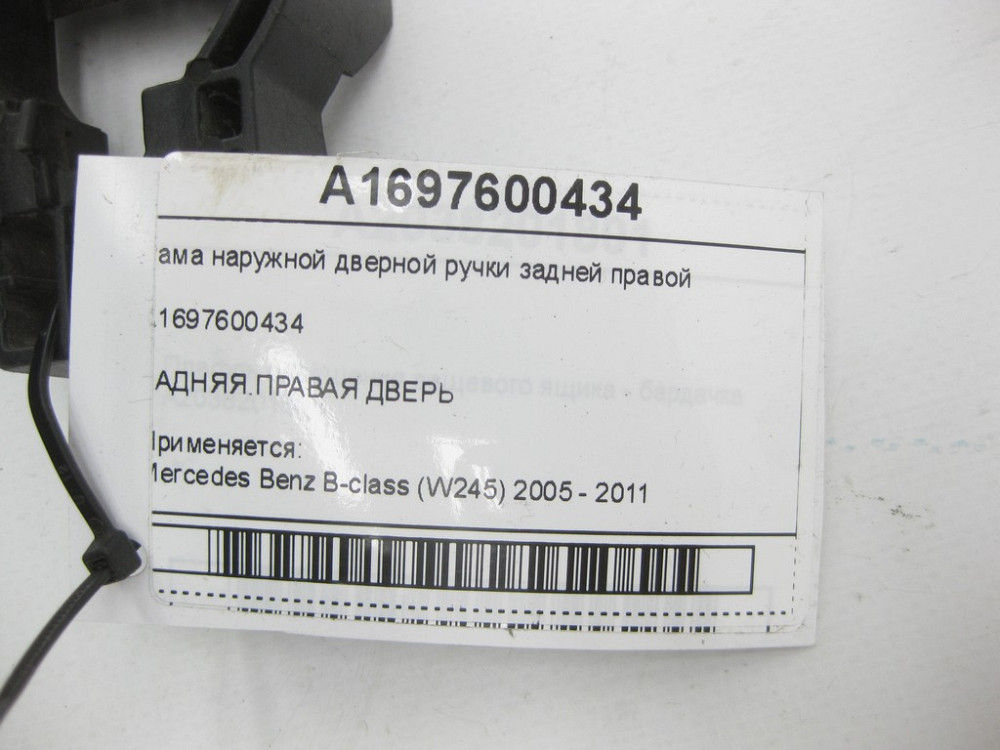 A1697600434
ама наружной дверной ручки задней правой
1697600434
АДНЯЯ ПРАВАЯ ДВЕРЬ
Применяется:
Mercedes Benz B-class (W245) 2005 - 2011